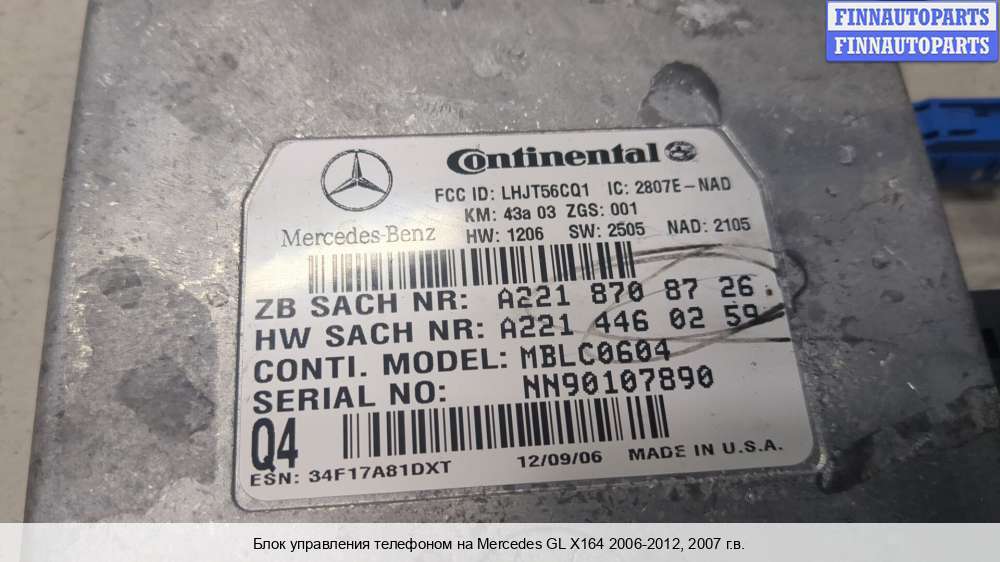 FINNAUTOPARTS
FINNAUTOPARTS
Continental
FCC ID: LHJT56CQ1 IC: 2807E-NAD
KM: 43a 03 ZGS: 001
Mercedes-Benz HW: 1206 SW: 2505 NAD: 2105
ZB SACH NR: A221 870 87 26
HW SACH NR: A221 446 02 59
CONTI. MODEL: MBLC0604
SERIAL NO: NN90107890
Q4
ESN: 34F17A81DXT 12/09/06 MADE IN U.S.A.
Блок управления телефоном на Mercedes GL X164 2006-2012, 2007 г.в.